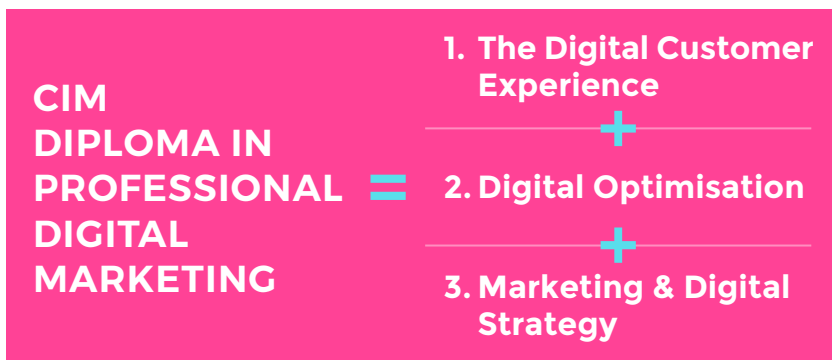 CIM
DIPLOMA IN
PROFESSIONAL
DIGITAL
MARKETING
=
1. The Digital Customer
Experience
+
2. Digital Optimisation
+
3. Marketing & Digital
Strategy